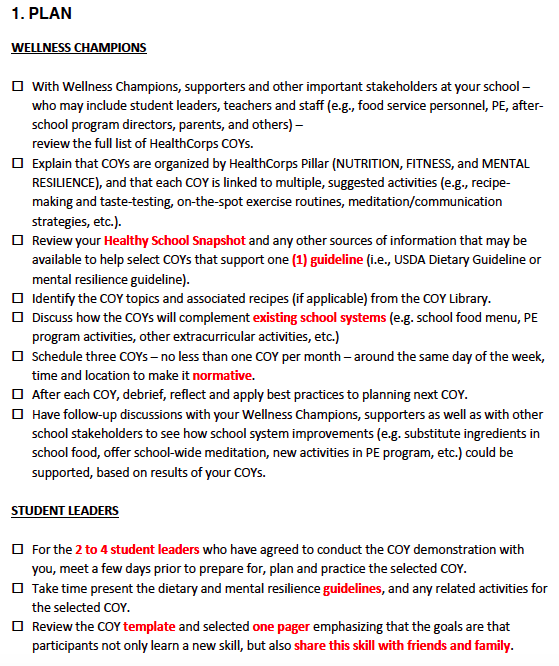 1. PLAN
WELLNESS CHAMPIONS
☐ With Wellness Champions, supporters and other important stakeholders at your school –
who may include student leaders, teachers and staff (e.g., food service personnel, PE, after-
school program directors, parents, and others) –
review the full list of HealthCorps COYs.
☐ Explain that COYs are organized by HealthCorps Pillar (NUTRITION, FITNESS, and MENTAL
RESILIENCE), and that each COY is linked to multiple, suggested activities (e.g., recipe-
making and taste-testing, on-the-spot exercise routines, meditation/communication
strategies, etc.).
☐ Review your Healthy School Snapshot and any other sources of information that may be
available to help select COYs that support one (1) guideline (i.e., USDA Dietary Guideline or
mental resilience guideline).
☐ Identify the COY topics and associated recipes (if applicable) from the COY Library.
☐ Discuss how the COYs will complement existing school systems (e.g. school food menu, PE
program activities, other extracurricular activities, etc.)
☐ Schedule three COYs – no less than one COY per month – around the same day of the week,
time and location to make it normative.
☐ After each COY, debrief, reflect and apply best practices to planning next COY.
☐ Have follow-up discussions with your Wellness Champions, supporters as well as with other
school stakeholders to see how school system improvements (e.g. substitute ingredients in
school food, offer school-wide meditation, new activities in PE program, etc.) could be
supported, based on results of your COYs.
STUDENT LEADERS
☐ For the 2 to 4 student leaders who have agreed to conduct the COY demonstration with
you, meet a few days prior to prepare for, plan and practice the selected COY.
☐ Take time present the dietary and mental resilience guidelines, and any related activities for
the selected COY.
☐ Review the COY template and selected one pager emphasizing that the goals are that
participants not only learn a new skill, but also share this skill with friends and family.